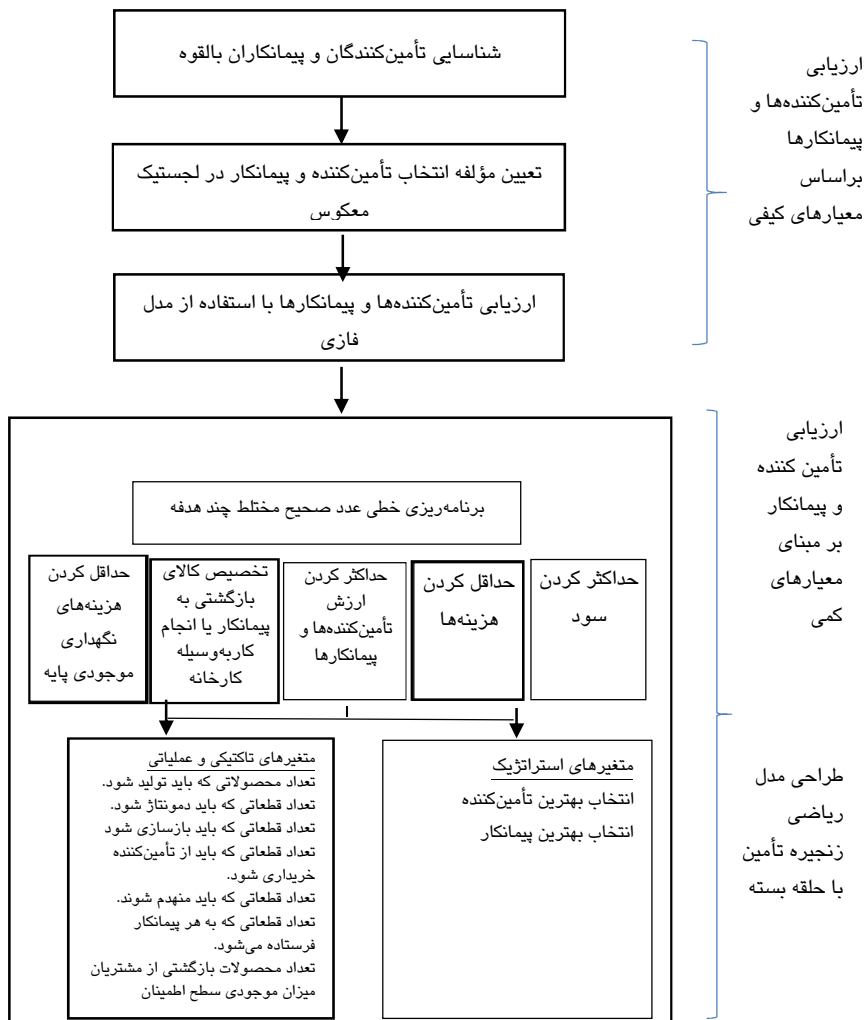 شناسایی تأمین‌کنندگان و پیمانکاران بالقوه
تعیین مؤلفه انتخاب تأمین‌کننده و پیمانکار در لجستیک
معکوس
ارزیابی تأمین‌کننده‌ها و پیمانکارها با استفاده از مدل
فازی
ارزیابی
تأمین‌کننده‌ها و
پیمانکارها
براساس
معیارهای کیفی
برنامه‌ریزی خطی عدد صحیح مختلط چند هدفه
حداکثر کردن
سود
حداقل کردن
هزینه‌ها
حداکثر کردن
ارزش
تأمین‌کننده‌ها و
پیمانکارها
تخصیص کالای
بازگشتی به
پیمانکار یا انجام
کاربه‌وسیله
کارخانه
حداقل کردن
هزینه‌های
نگهداری
موجودی پایه
متغیرهای استراتژیک
انتخاب بهترین تأمین‌کننده
انتخاب بهترین پیمانکار
متغیرهای تاکتیکی و عملیاتی
تعداد محصولاتی که باید تولید شود.
تعداد قطعاتی که باید دمونتاژ شود.
تعداد قطعاتی که باید بازسازی شود
تعداد قطعاتی که باید از تأمین‌کننده
خریداری شود.
تعداد قطعاتی که باید منهدم شوند.
تعداد قطعاتی که به هر پیمانکار
فرستاده می‌شود.
تعداد محصولات بازگشتی از مشتریان
میزان موجودی سطح اطمینان
ارزیابی
تأمین کننده
و پیمانکار
بر مبنای
معیارهای
کمی
طراحی مدل
ریاضی
زنجیره تأمین
با حلقه بسته